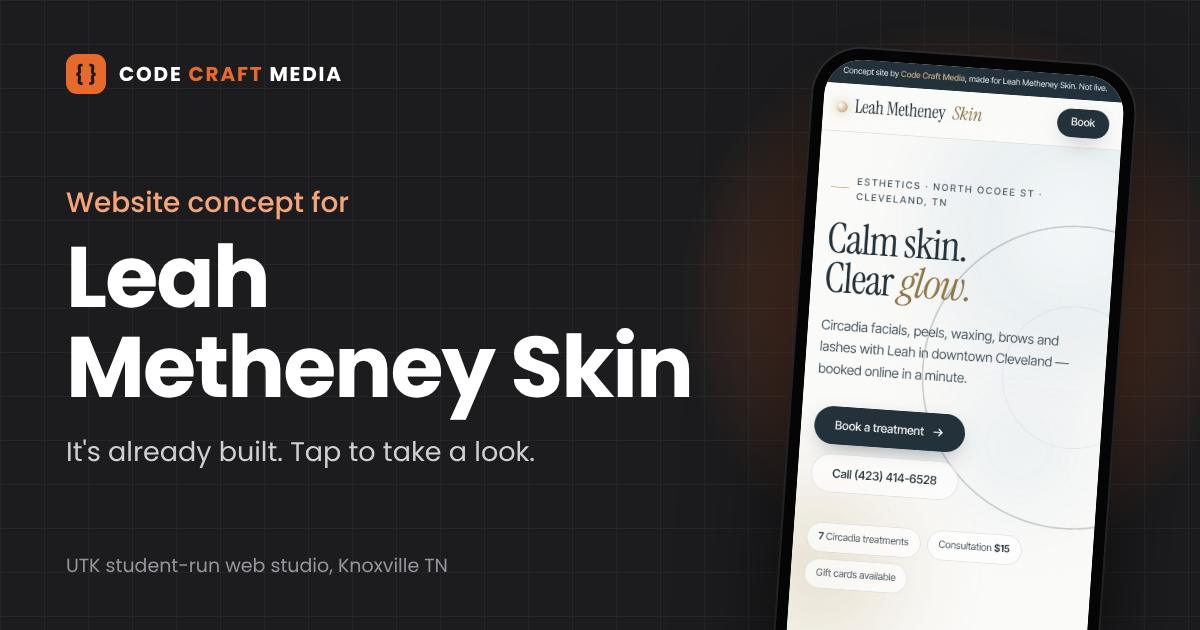 { } CODE CRAFT MEDIA
Website concept for
Leah
Metheney Skin
It's already built. Tap to take a look.
UTK student-run web studio, Knoxville TN
Concept site by Code Craft Media, made for Leah Metheney Skin. Not live.
Leah Metheney Skin
Book
ESTHETICS · NORTH OCOEE ST ·
CLEVELAND, TN
Calm skin.
Clear glow.
Circadia facials, peels, waxing, brows and
lashes with Leah in downtown Cleveland —
booked online in a minute.
Book a treatment →
Call (423) 414-6528
7 Circadia treatments
Consultation $15
Gift cards available